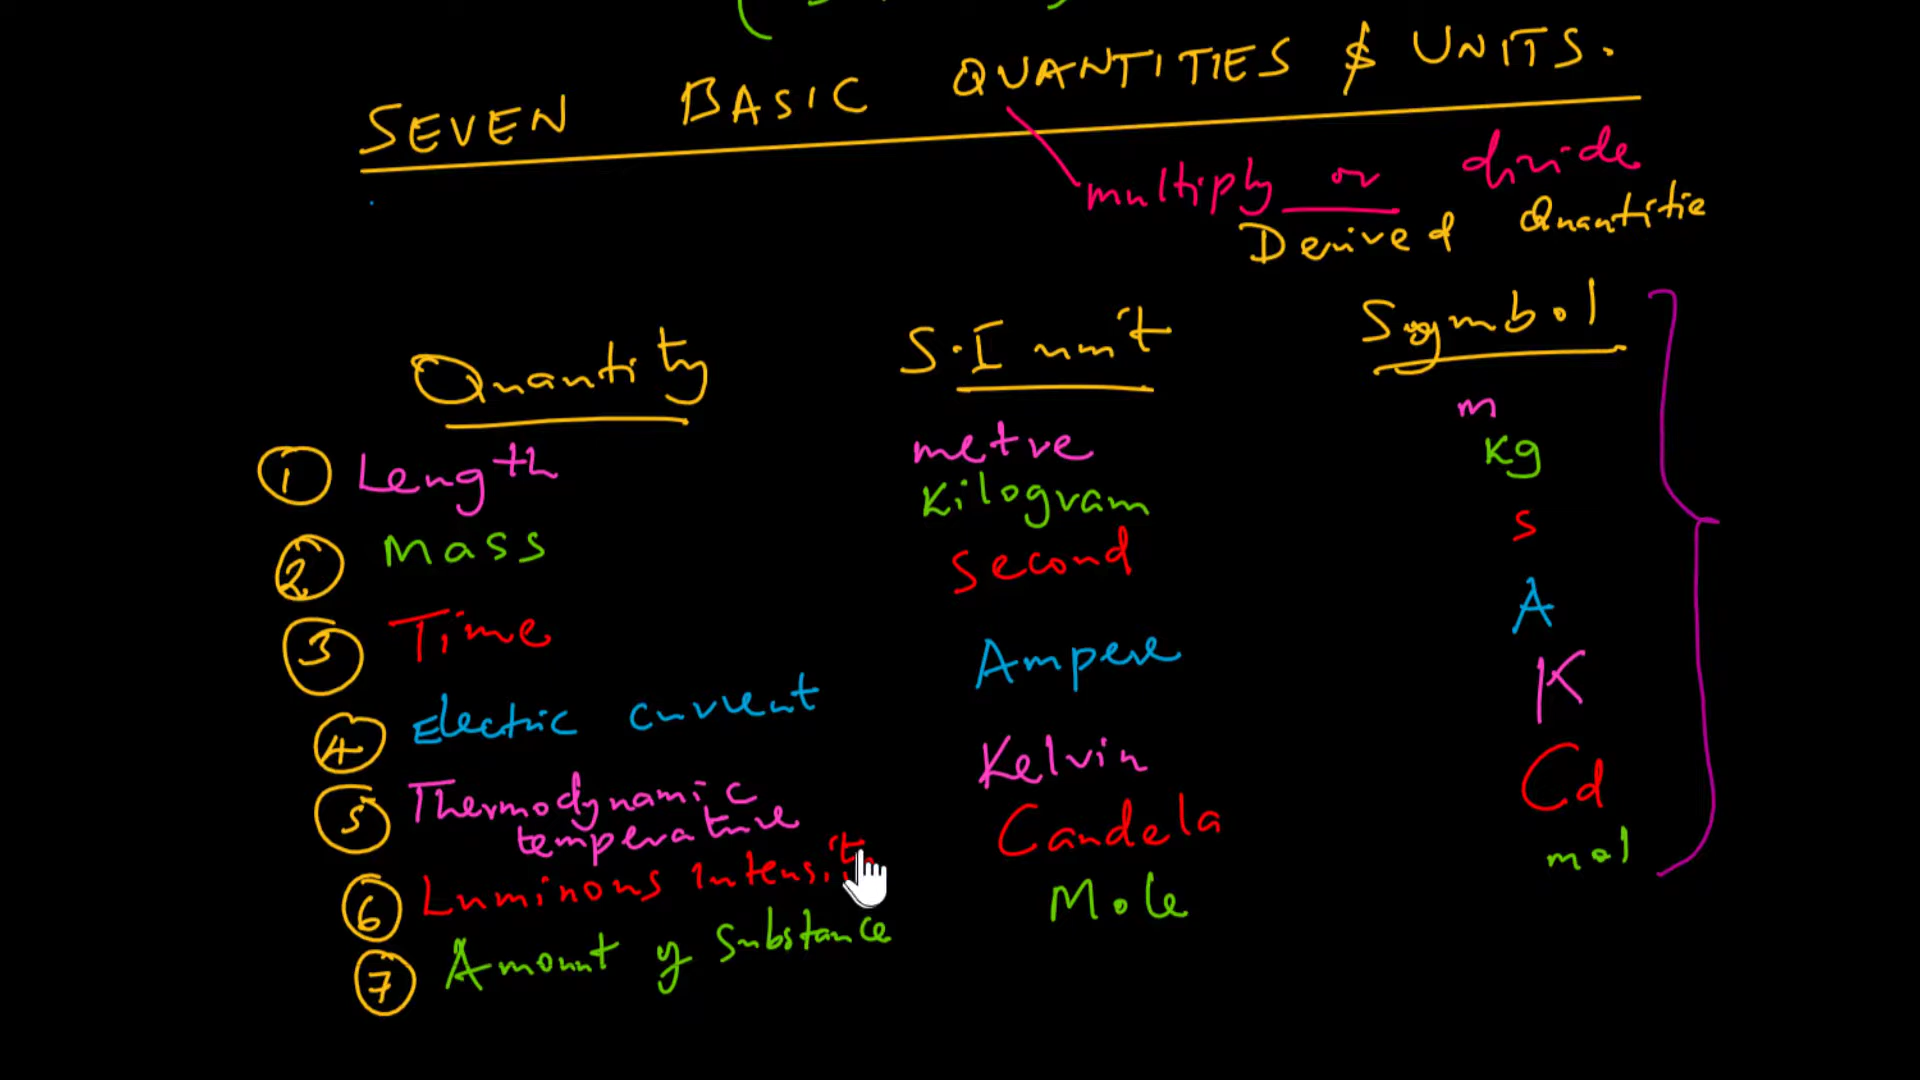 SEVEN BASIC QUANTITIES & UNITS.
multiply or divide
Derived Quantitie
Quantity S.I unit Symbol
1 Length metre m
2 Mass Kilogram Kg
3 Time Second s
4 Electric current Ampere A
5 Thermodynamic temperature Kelvin K
6 Luminous Intensity Candela Cd
7 Amount of Substance Mole mol